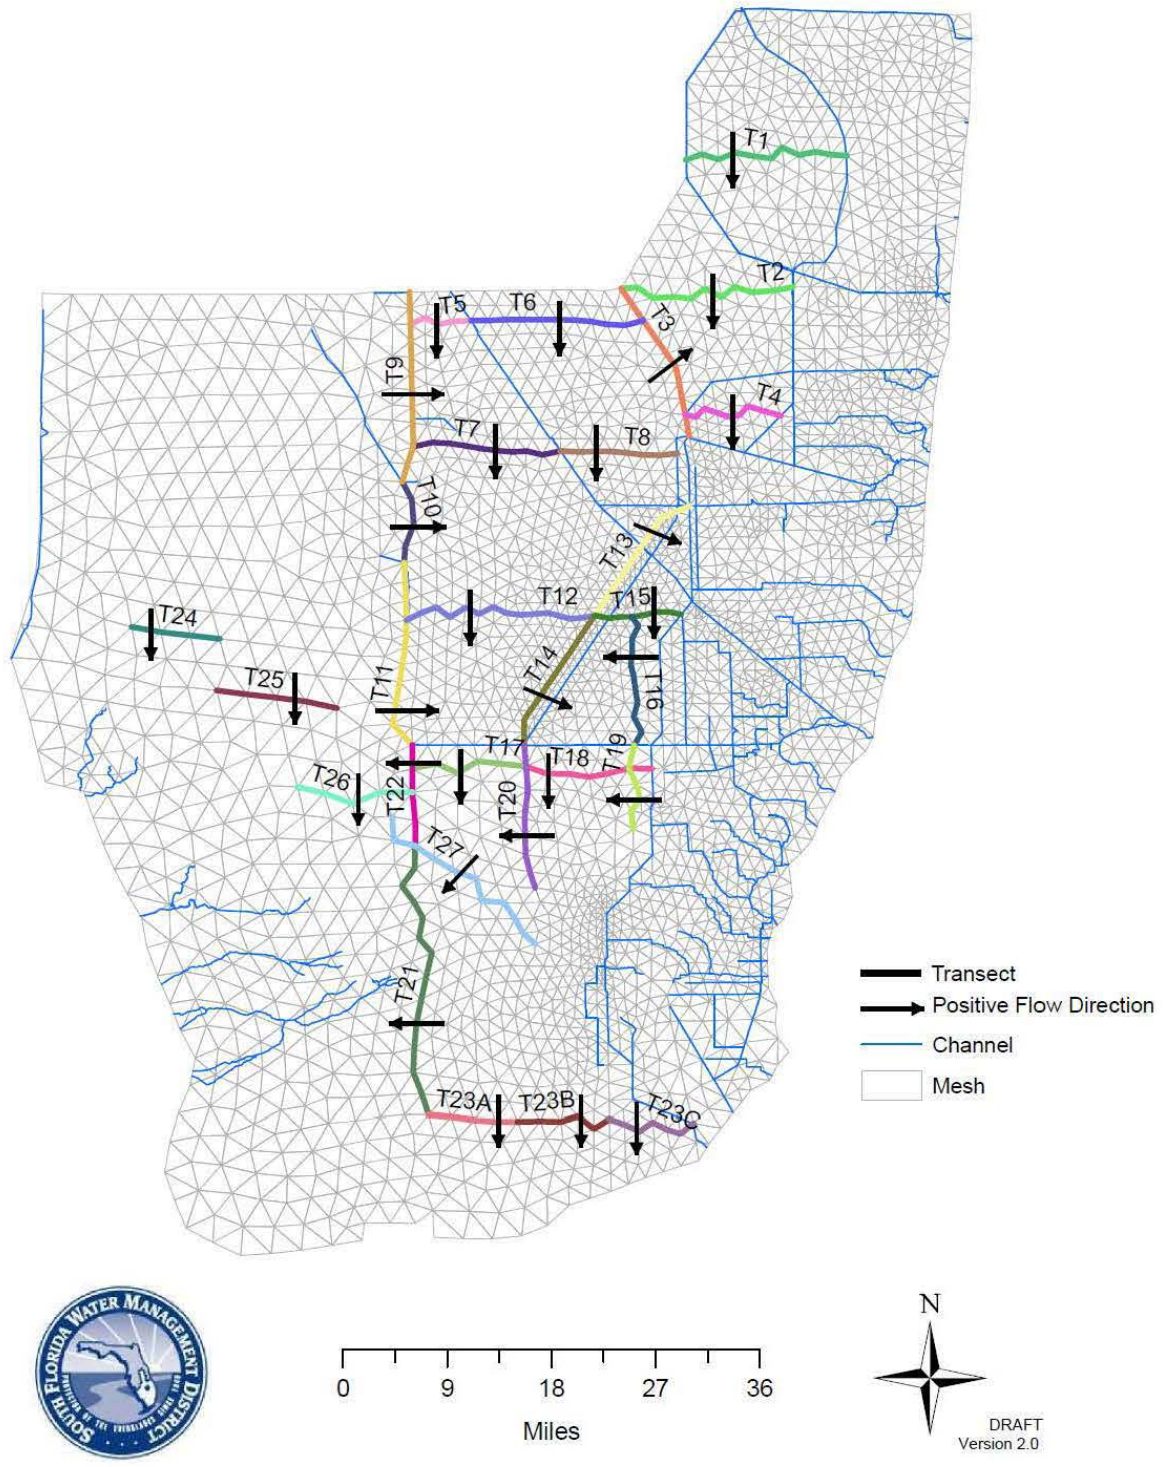 T1
T2
T5
T6
T3
T9
T4
T7
T8
T10
T13
T12
T15
T24
T14
T25
T11
T16
T17
T18
T19
T26
T22
T20
T27
T21
Transect
Positive Flow Direction
Channel
Mesh
T23A
T23B
T23C
SOUTH FLORIDA WATER MANAGEMENT DISTRICT
0
9
18
27
36
Miles
N
DRAFT
Version 2.0